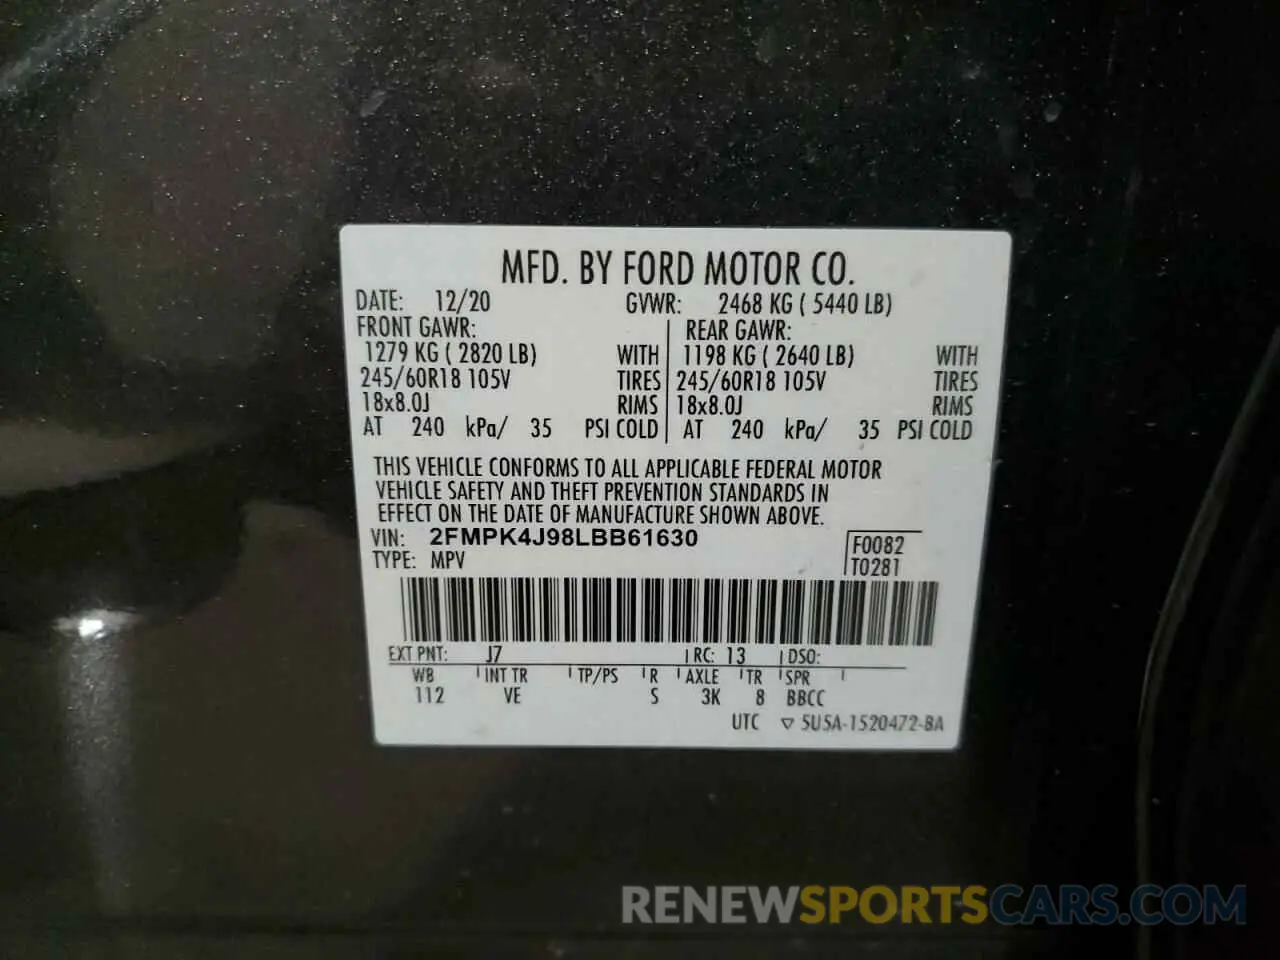 MFD. BY FORD MOTOR CO.
DATE: 12/20 GVWR: 2468 KG ( 5440 LB)
FRONT GAWR: REAR GAWR:
1279 KG ( 2820 LB) WITH 1198 KG ( 2640 LB) WITH
245/60R18 105V TIRES 245/60R18 105V TIRES
18x8.0J RIMS 18x8.0J RIMS
AT 240 kPa/ 35 PSI COLD AT 240 kPa/ 35 PSI COLD
THIS VEHICLE CONFORMS TO ALL APPLICABLE FEDERAL MOTOR
VEHICLE SAFETY AND THEFT PREVENTION STANDARDS IN
EFFECT ON THE DATE OF MANUFACTURE SHOWN ABOVE.
VIN: 2FMPK4J98LBB61630 F0082
TYPE: MPV T0281
EXT PNT: J7 RC: 13 DSO:
WB INT TR TP/PS R AXLE TR SPR
112 VE S 3K 8 BBCC
UTC ▽ 5U5A-1520472-BA
RENEWSPORTSCARS.COM